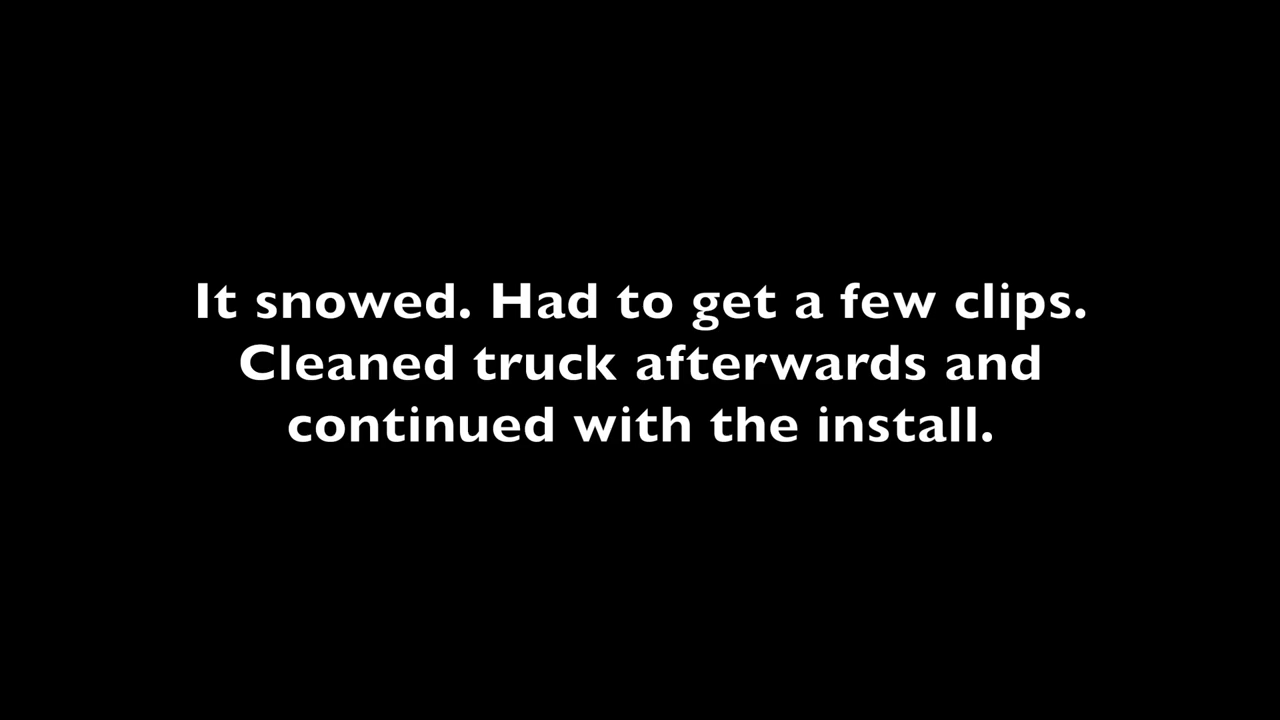 It snowed. Had to get a few clips.
Cleaned truck afterwards and
continued with the install.